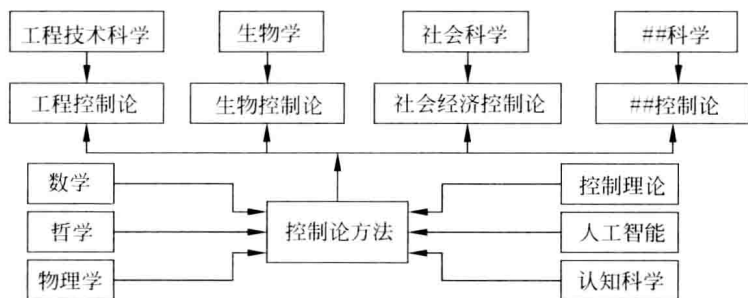 工程技术科学
生物学
社会科学
##科学
工程控制论
生物控制论
社会经济控制论
##控制论
数学
控制理论
哲学
控制论方法
人工智能
物理学
认知科学